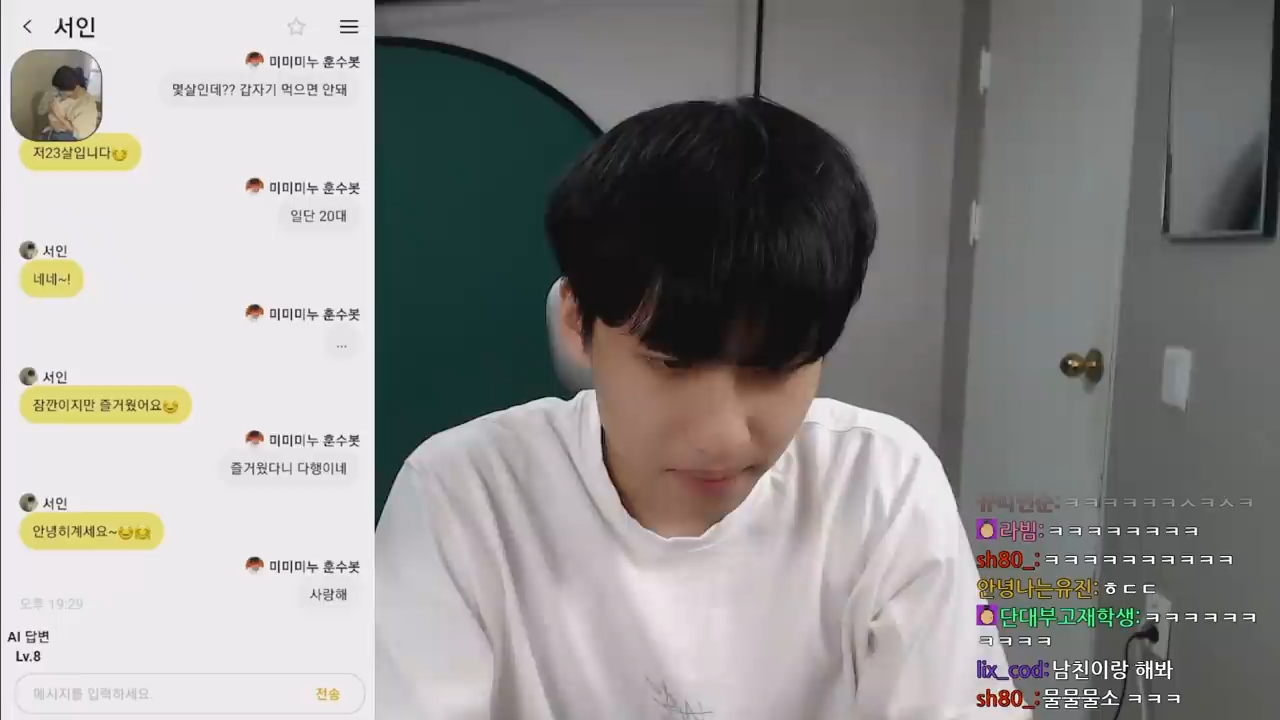 서인
미미미누 훈수봇
몇살인데?? 갑자기 먹으면 안돼
저23살입니다
미미미누 훈수봇
일단 20대
서인
네네~!
미미미누 훈수봇
...
서인
잠깐이지만 즐거웠어요
미미미누 훈수봇
즐거웠다니 다행이네
서인
안녕히계세요~
미미미누 훈수봇
사랑해
오후 19:29
AI 답변
Lv.8
메시지를 입력하세요
전송
ㅋㅋㅋㅋㅋㅋㅅㅋㅅㅋ
라빔:ㅋㅋㅋㅋㅋㅋㅋㅋ
sh80_:ㅋㅋㅋㅋㅋㅋㅋㅋㅋㅋ
안녕나는유진:ㅎㄷㄷ
단대부고재학생:ㅋㅋㅋㅋㅋㅋ
ㅋㅋㅋㅋ
lix_cod:남친이랑 해봐
sh80_:물물물소 ㅋㅋㅋ